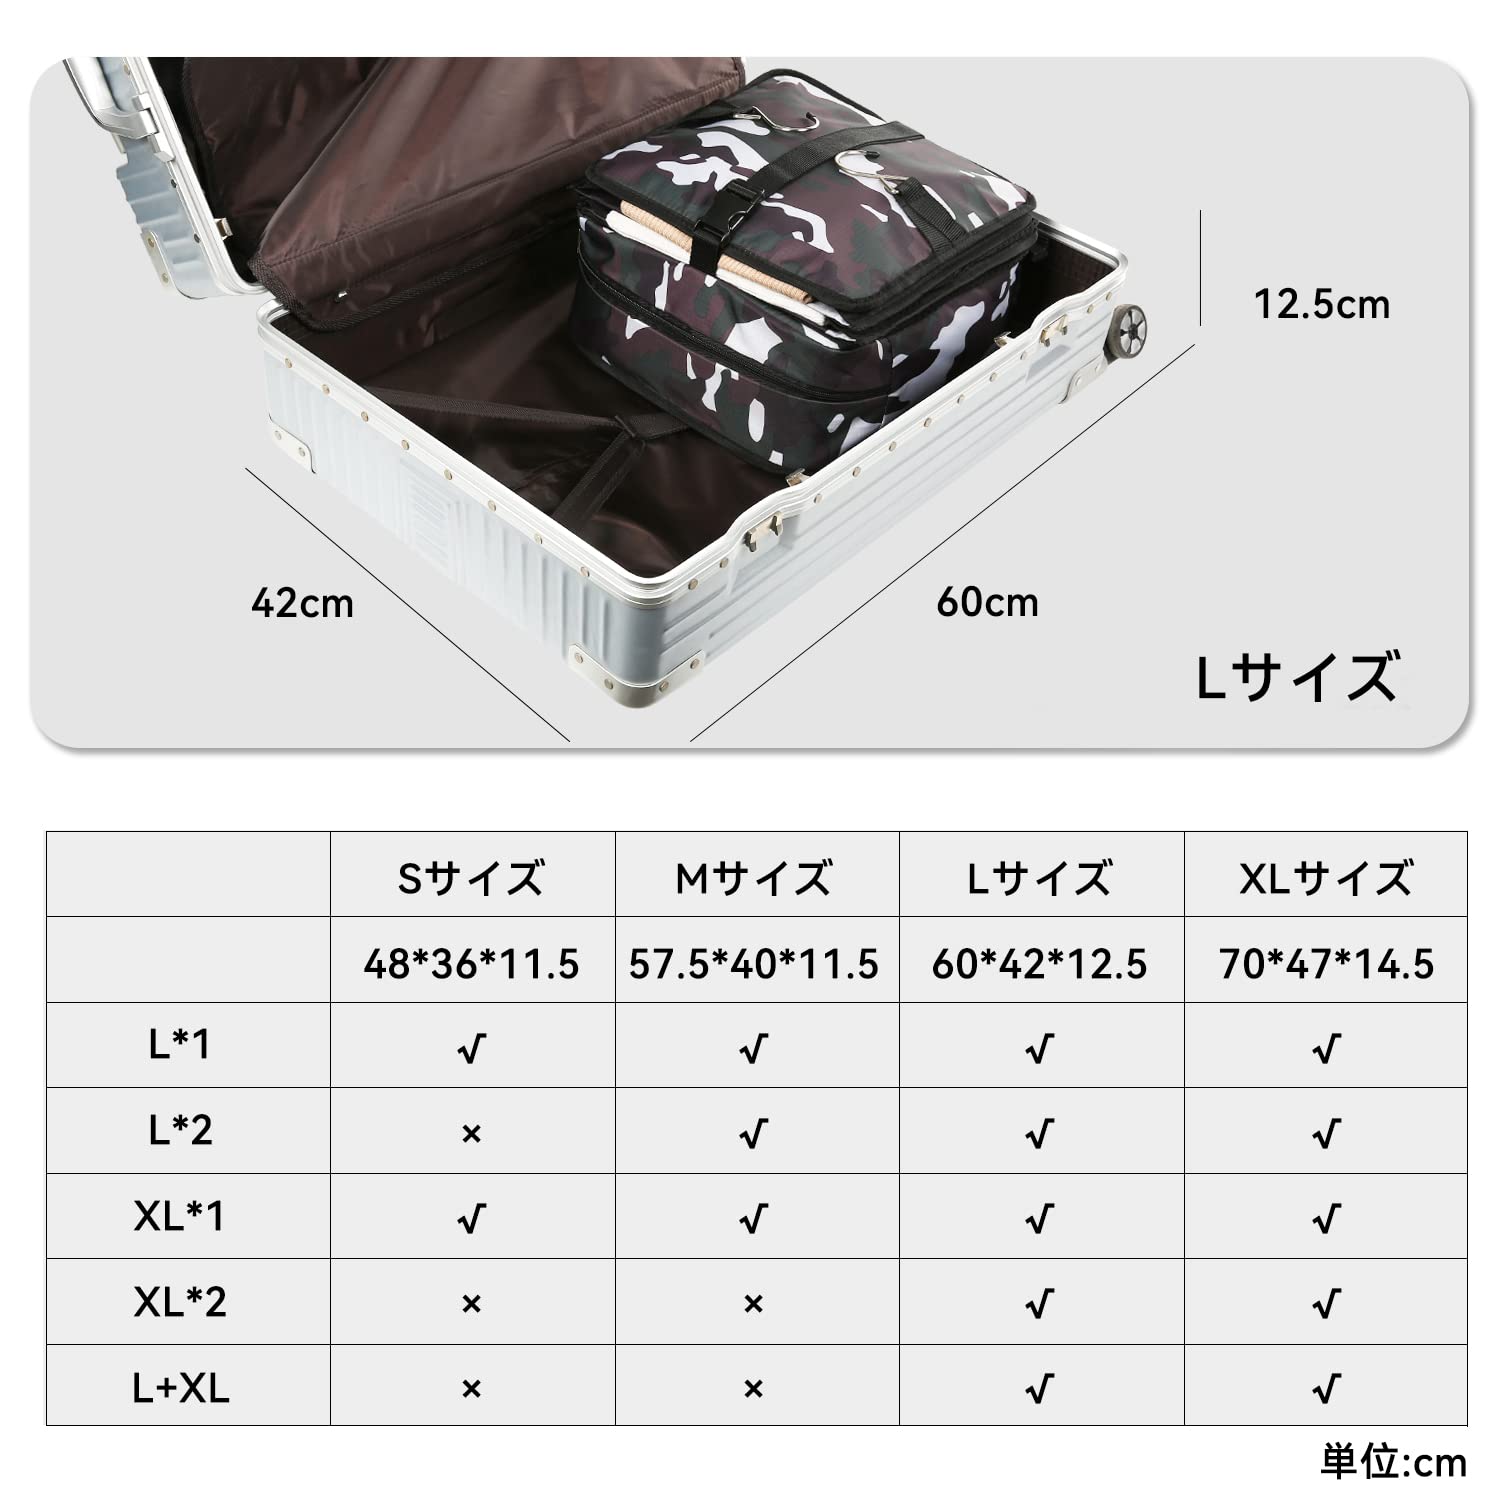 12.5cm
42cm
60cm
Lサイズ
Sサイズ Mサイズ Lサイズ XLサイズ
48*36*11.5 57.5*40*11.5 60*42*12.5 70*47*14.5
L*1 √ √ √ √
L*2 × √ √ √
XL*1 √ √ √ √
XL*2 × × √ √
L+XL × × √ √
単位:cm